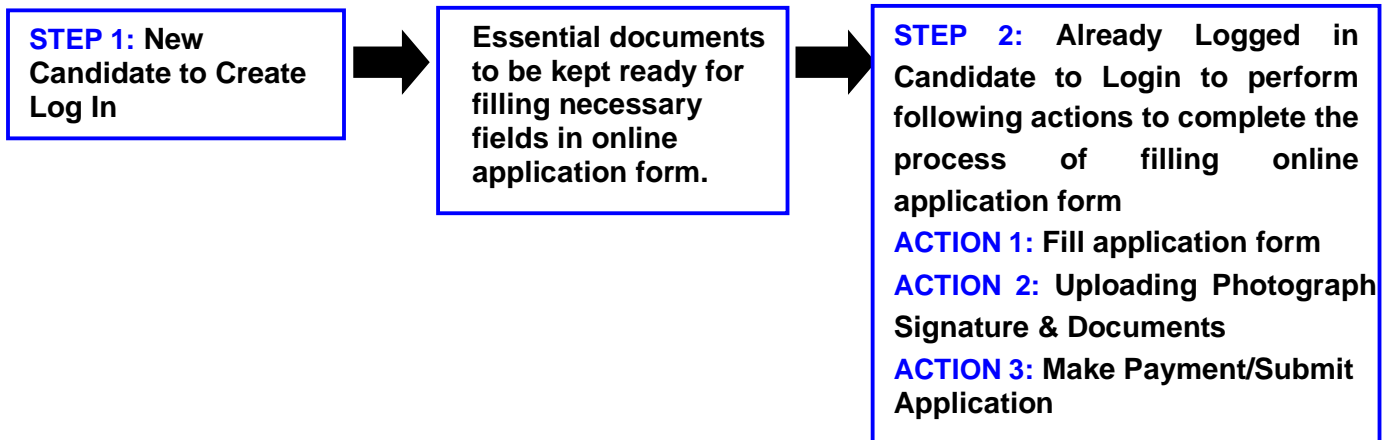 STEP 1: New
Candidate to Create
Log In
Essential documents
to be kept ready for
filling necessary
fields in online
application form.
STEP 2: Already Logged in
Candidate to Login to perform
following actions to complete the
process of filling online
application form
ACTION 1: Fill application form
ACTION 2: Uploading Photograph
Signature & Documents
ACTION 3: Make Payment/Submit
Application